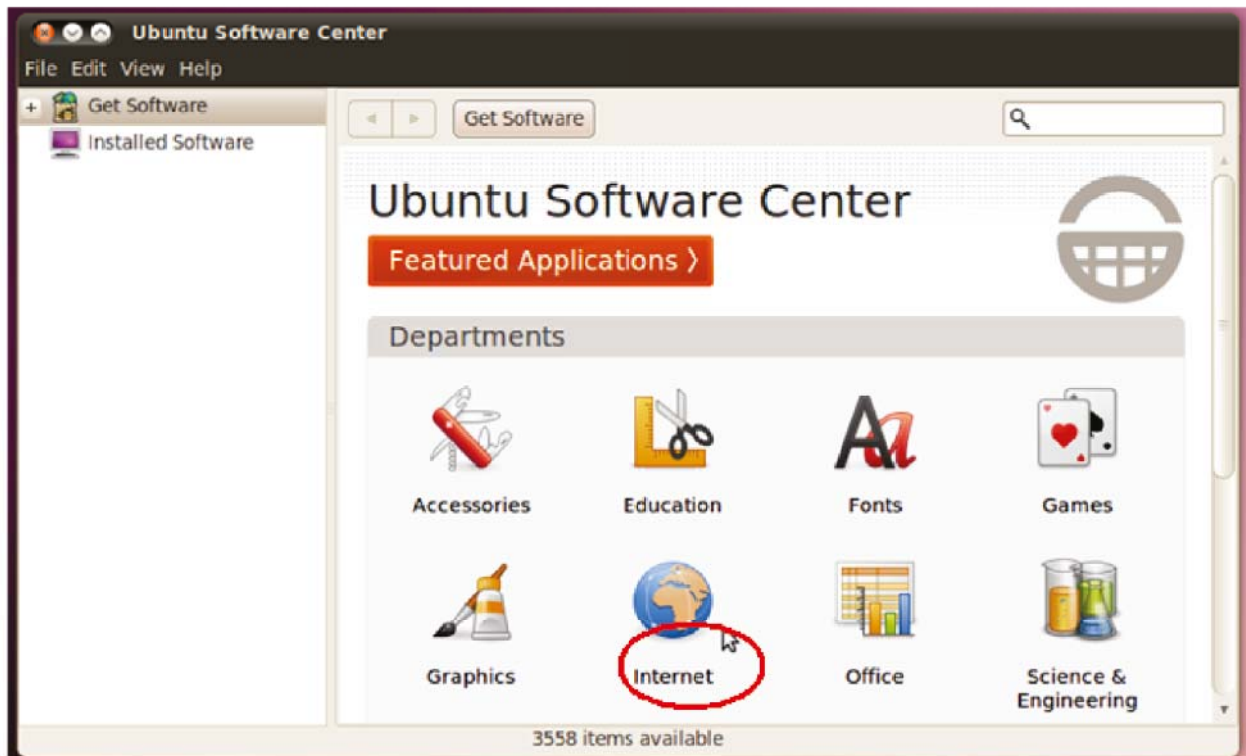 Ubuntu Software Center
File Edit View Help
Get Software
Installed Software
Get Software
Ubuntu Software Center
Featured Applications 〉
Departments
Accessories
Education
Fonts
Games
Graphics
Internet
Office
Science &
Engineering
3558 items available